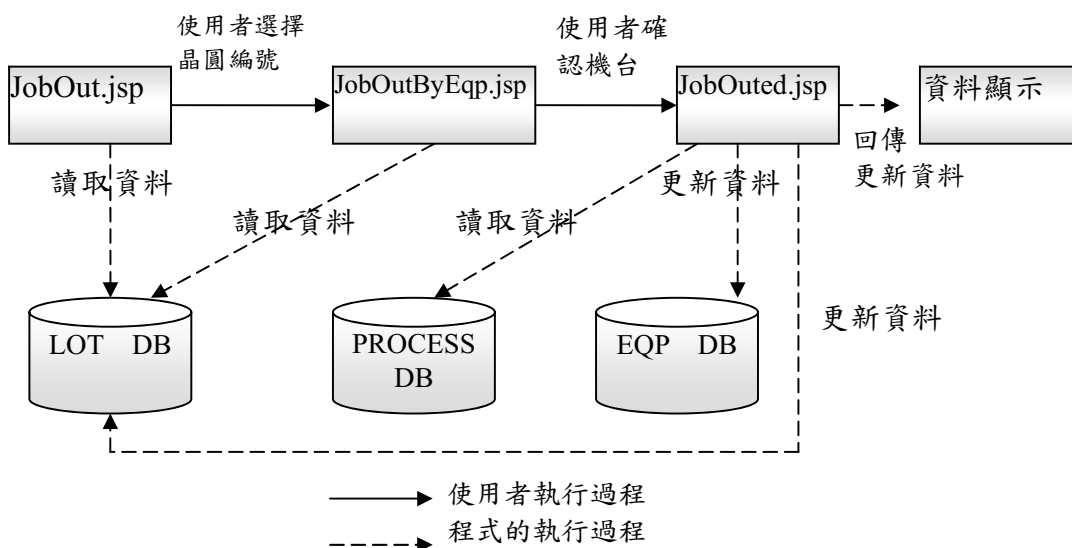 使用者選擇
晶圓編號
使用者確
認機台
JobOut.jsp
JobOutByEqp.jsp
JobOuted.jsp
資料顯示
回傳
更新資料
讀取資料
讀取資料
讀取資料
更新資料
更新資料
LOT DB
PROCESS
DB
EQP DB
使用者執行過程
程式的執行過程